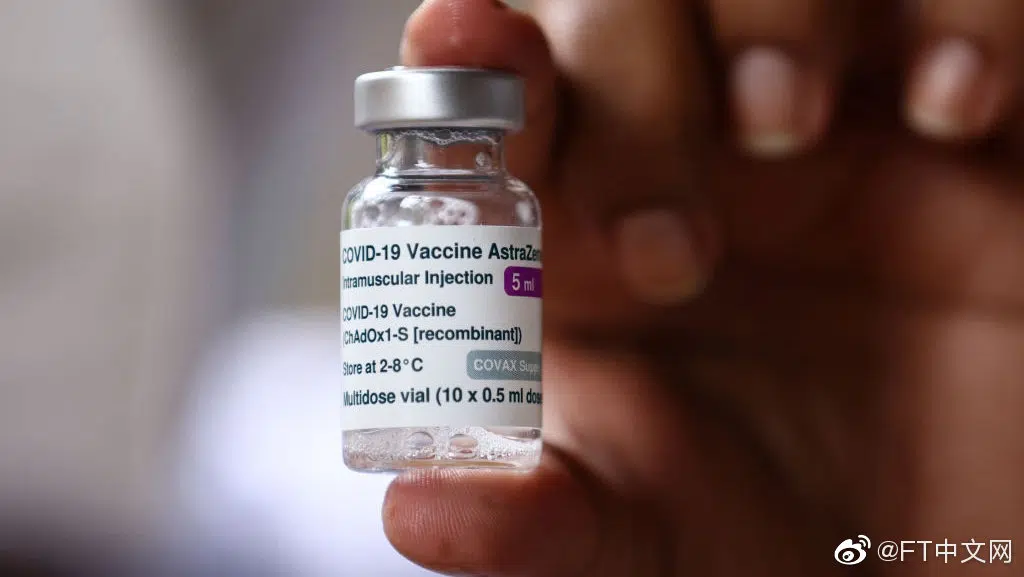 COVID-19 Vaccine AstraZen
Intramuscular Injection
5 ml
COVID-19 Vaccine
(ChAdOx1-S [recombinant])
Store at 2-8°C
COVAX Supp
Multidose vial (10 x 0.5 ml dose
@FT中文网